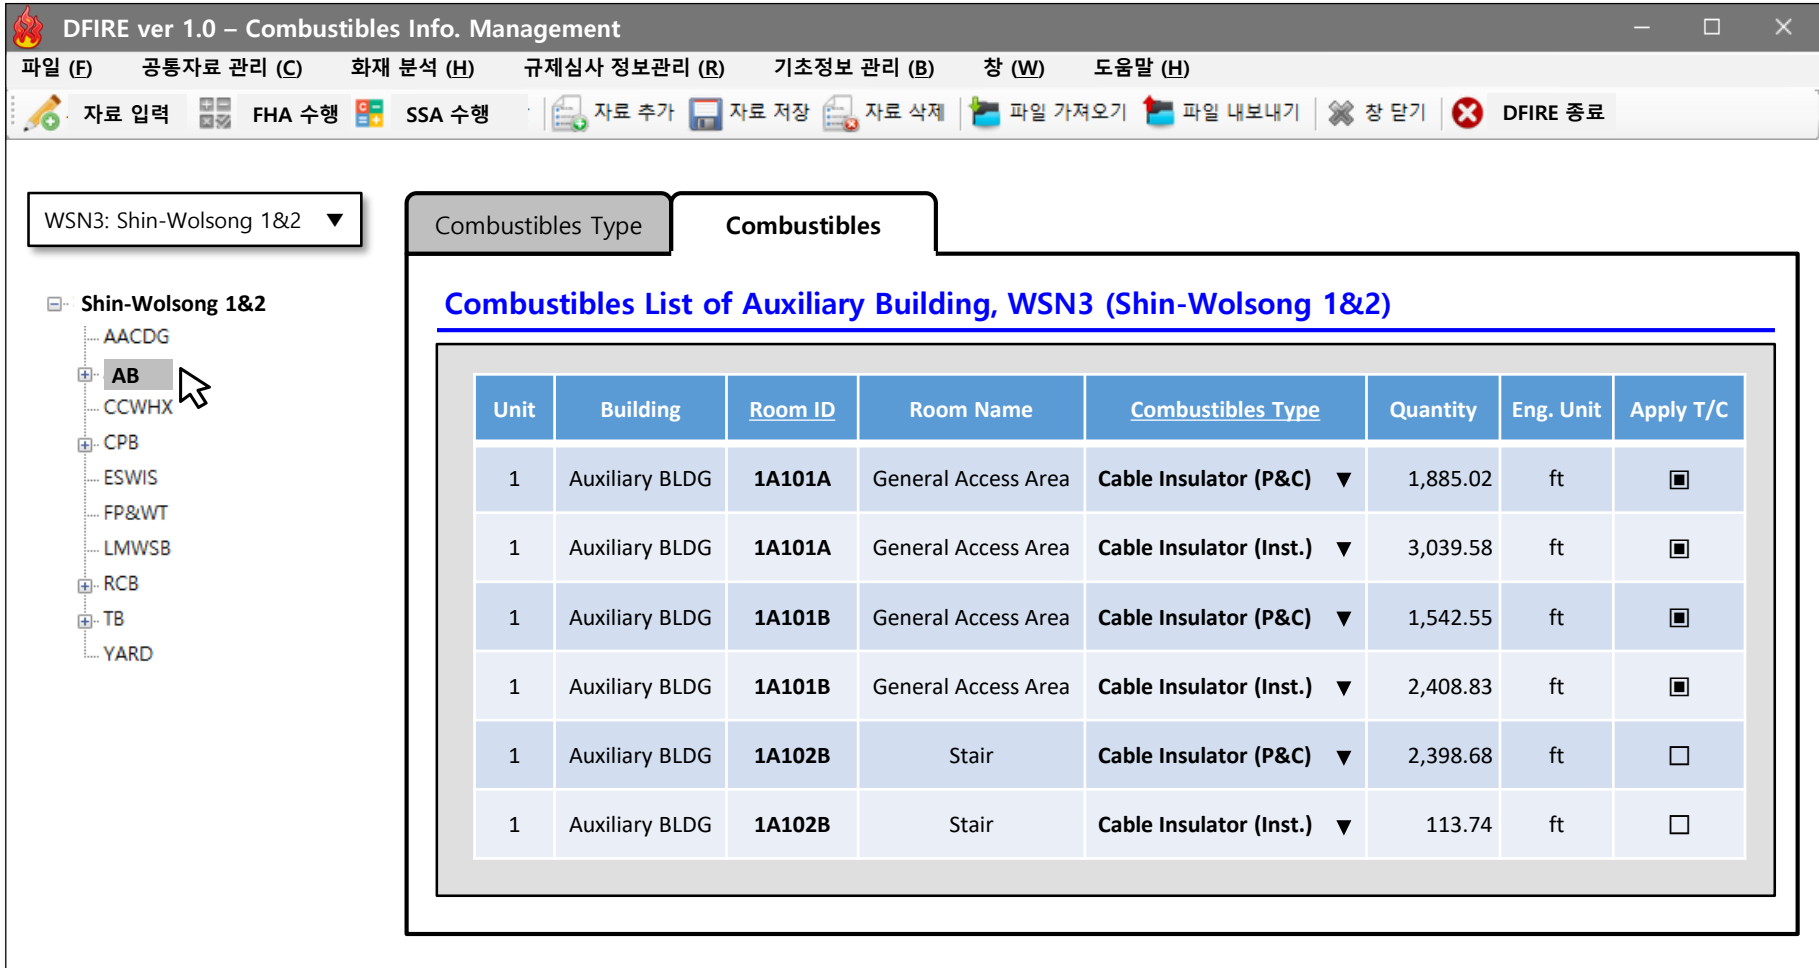 DFIRE ver 1.0 – Combustibles Info. Management
파일 (F) 공통자료 관리 (C) 화재 분석 (H) 규제심사 정보관리 (R) 기초정보 관리 (B) 창 (W) 도움말 (H)
자료 입력 FHA 수행 SSA 수행 자료 추가 자료 저장 자료 삭제 파일 가져오기 파일 내보내기 창 닫기 DFIRE 종료
WSN3: Shin-Wolsong 1&2 ▼
Shin-Wolsong 1&2
AACDG
AB
CCWHX
CPB
ESWIS
FP&WT
LMWSB
RCB
TB
YARD
Combustibles Type Combustibles
Combustibles List of Auxiliary Building, WSN3 (Shin-Wolsong 1&2)
Unit Building Room ID Room Name Combustibles Type Quantity Eng. Unit Apply T/C
1 Auxiliary BLDG 1A101A General Access Area Cable Insulator (P&C) ▼ 1,885.02 ft ▣
1 Auxiliary BLDG 1A101A General Access Area Cable Insulator (Inst.) ▼ 3,039.58 ft ▣
1 Auxiliary BLDG 1A101B General Access Area Cable Insulator (P&C) ▼ 1,542.55 ft ▣
1 Auxiliary BLDG 1A101B General Access Area Cable Insulator (Inst.) ▼ 2,408.83 ft ▣
1 Auxiliary BLDG 1A102B Stair Cable Insulator (P&C) ▼ 2,398.68 ft □
1 Auxiliary BLDG 1A102B Stair Cable Insulator (Inst.) ▼ 113.74 ft □